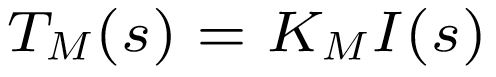 T_M(s) = K_M I(s)